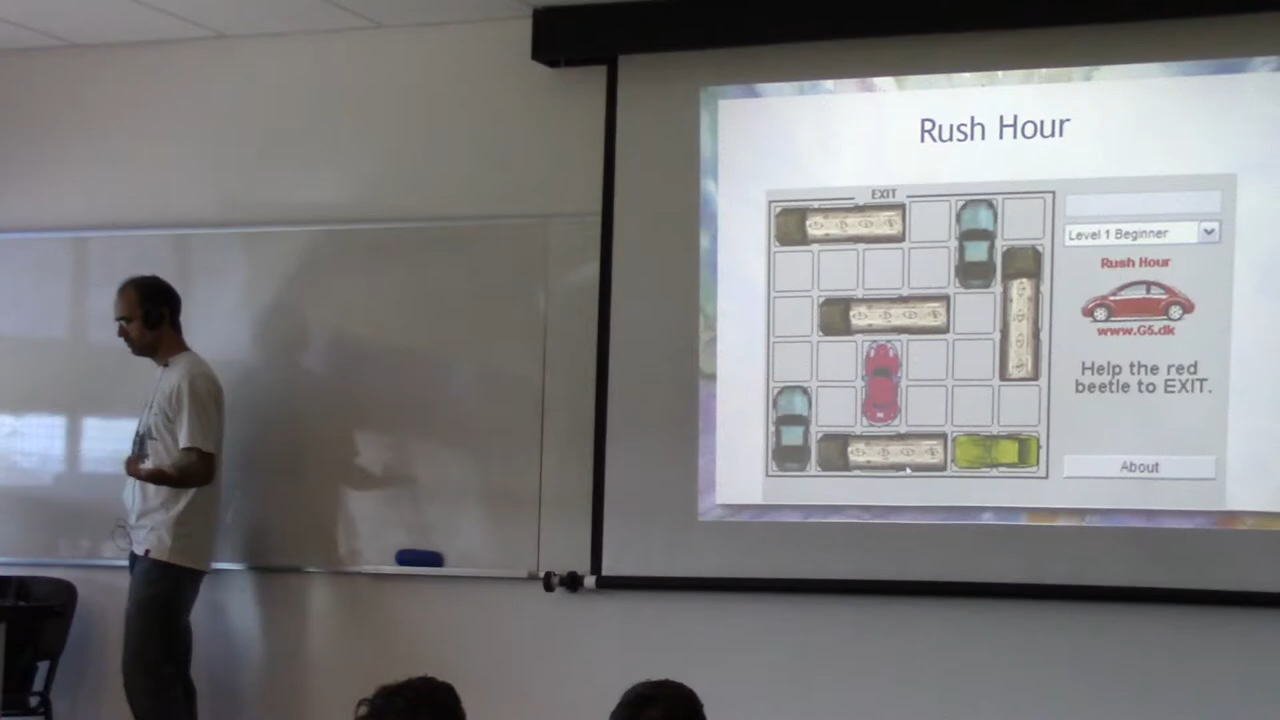 Rush Hour
EXIT
Level 1 Beginner
Rush Hour
www.G5.dk
Help the red
beetle to EXIT.
About